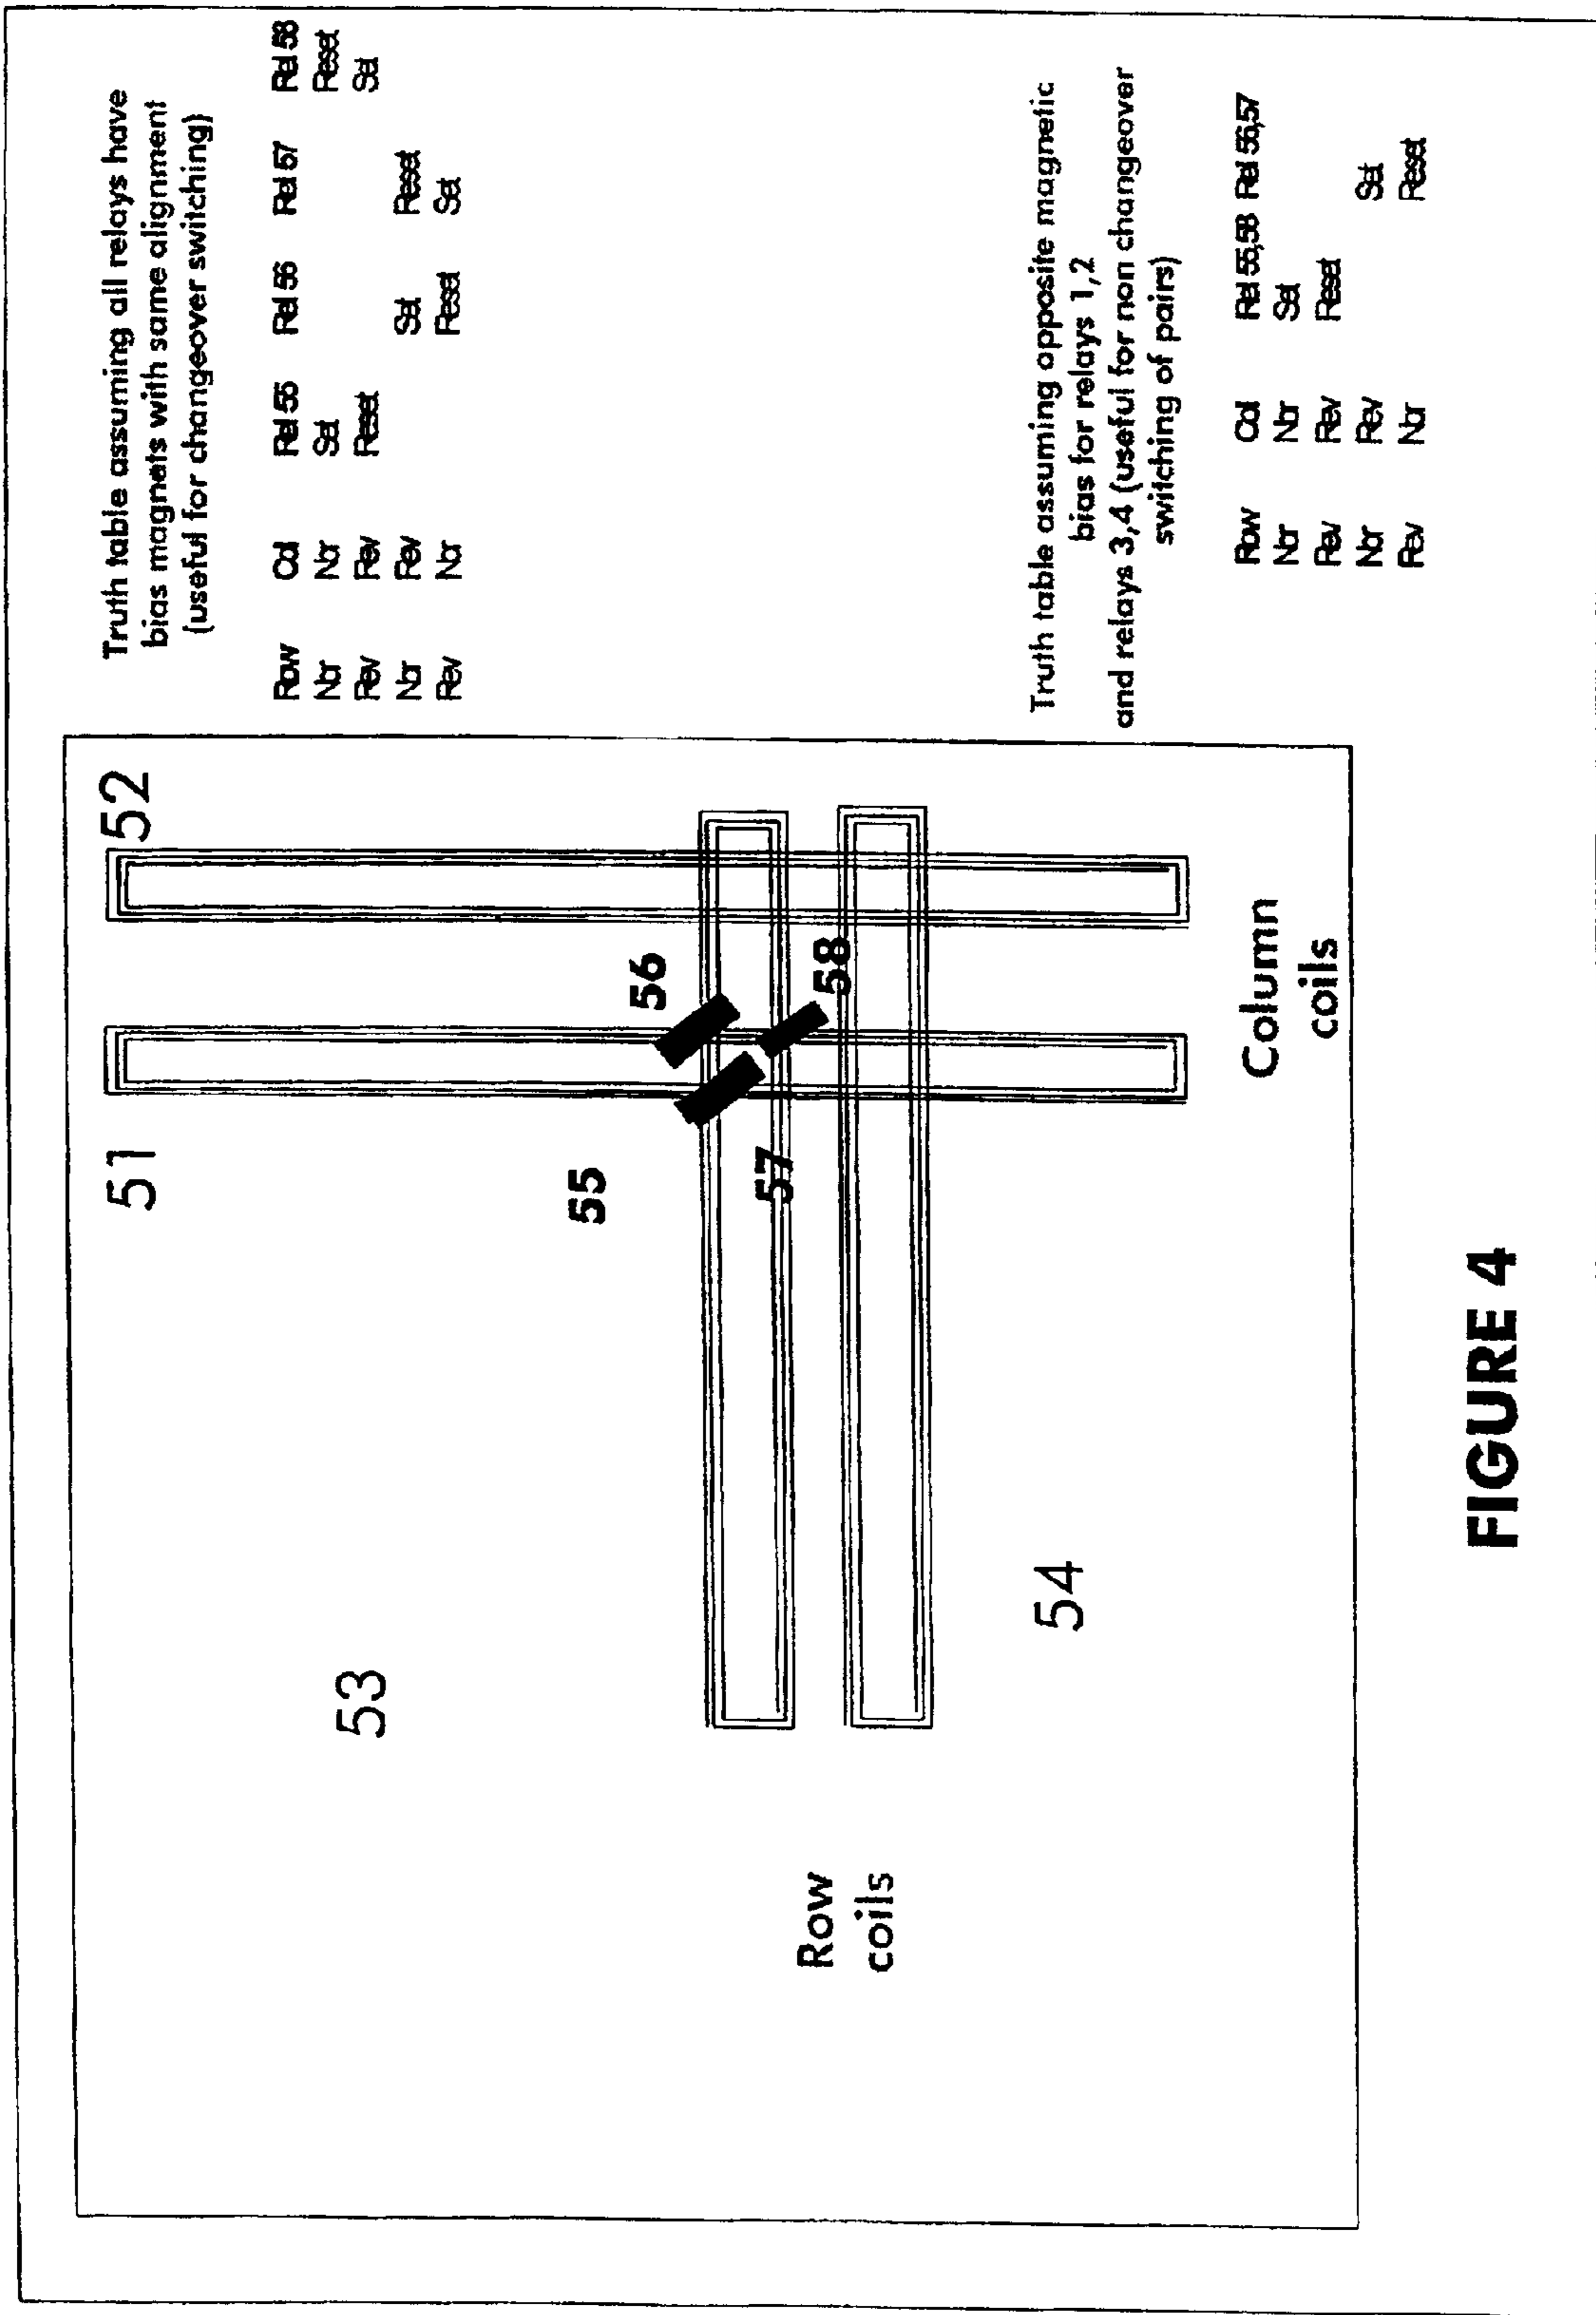 52
51
53
54
55
56
57
58
Row
coils
Column
coils
Truth table assuming all relays have
bias magnets with same alignment
(useful for changeover switching)
Row Col Rel 55 Rel 56 Rel 57 Rel 58
Nor Nor Set Reset
Rev Rev Reset Set
Nor Rev Set Reset
Rev Nor Reset Set
Truth table assuming opposite magnetic
bias for relays 1,2
and relays 3,4 (useful for non changeover
switching of pairs)
Row Col Rel 55,58 Rel 56,57
Nor Nor Set
Rev Rev Reset
Nor Rev Set
Rev Nor Reset
FIGURE 4